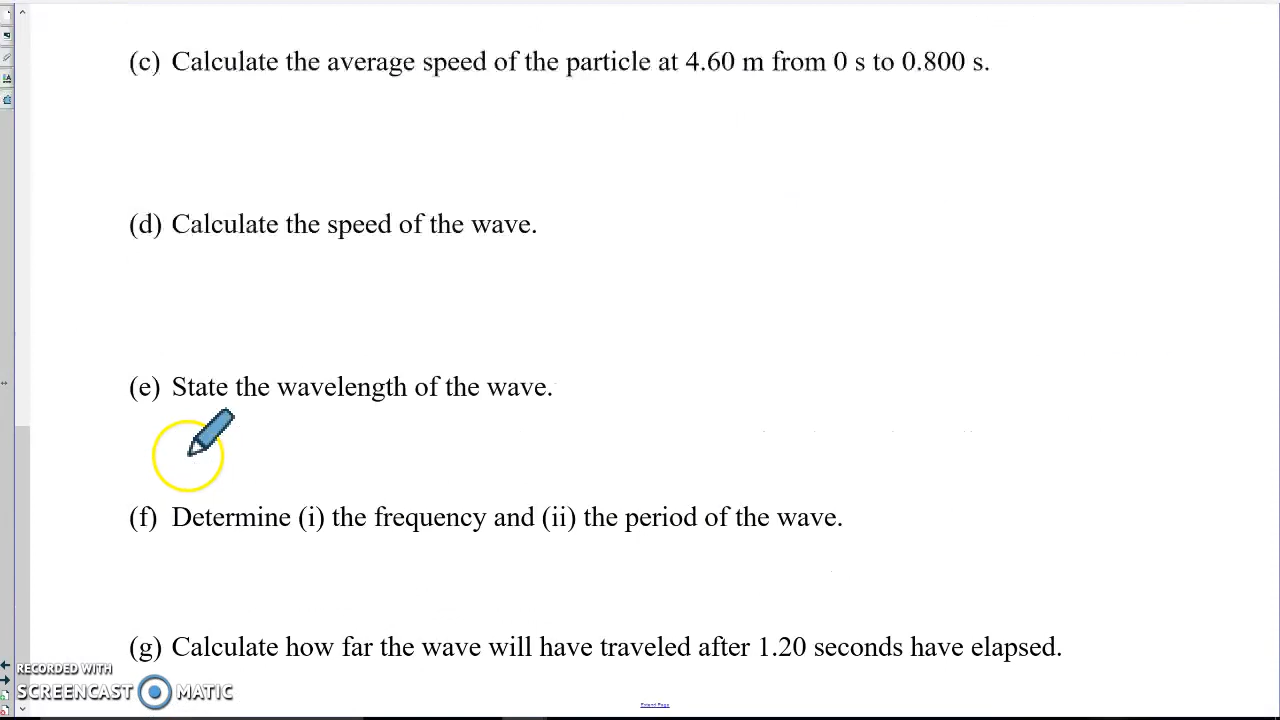 (c) Calculate the average speed of the particle at 4.60 m from 0 s to 0.800 s.
(d) Calculate the speed of the wave.
(e) State the wavelength of the wave.
(f) Determine (i) the frequency and (ii) the period of the wave.
(g) Calculate how far the wave will have traveled after 1.20 seconds have elapsed.
RECORDED WITH
SCREENCAST MATIC
Extend Page